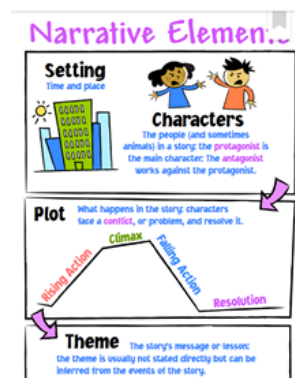 Narrative Elements
Setting
Time and place
Characters
The people (and sometimes
animals) in a story: the protagonist is
the main character. The antagonist
works against the protagonist.
Plot
What happens in the story: characters
face a conflict, or problem, and resolve it.
Rising Action
Climax
Falling Action
Resolution
Theme
The story's message or lesson:
the theme is usually not stated directly but can be
inferred from the events of the story.